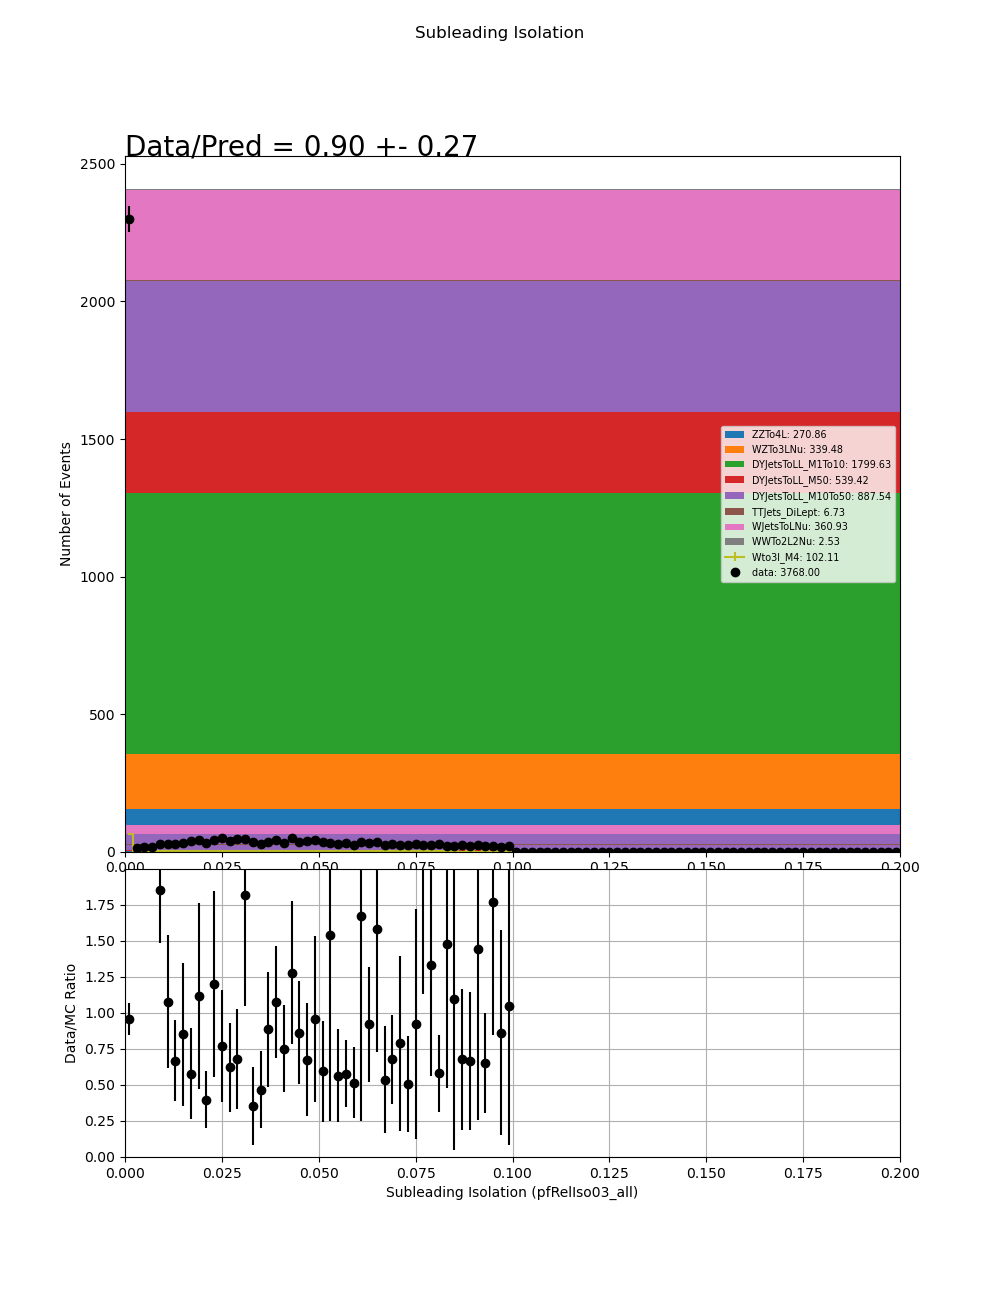 Subleading Isolation
Data/Pred = 0.90 +- 0.27
2500
2000
1500
1000
500
0
Number of Events
ZZTo4L: 270.86
WZTo3LNu: 339.48
DYJetsToLL_M1To10: 1799.63
DYJetsToLL_M50: 539.42
DYJetsToLL_M10To50: 887.54
TTJets_DiLept: 6.73
WJetsToLNu: 360.93
WWTo2L2Nu: 2.53
Wto3l_M4: 102.11
data: 3768.00
0.000 0.025 0.050 0.075 0.100 0.125 0.150 0.175 0.200
1.75
1.50
1.25
1.00
0.75
0.50
0.25
0.00
Data/MC Ratio
0.000 0.025 0.050 0.075 0.100 0.125 0.150 0.175 0.200
Subleading Isolation (pfRelIso03_all)